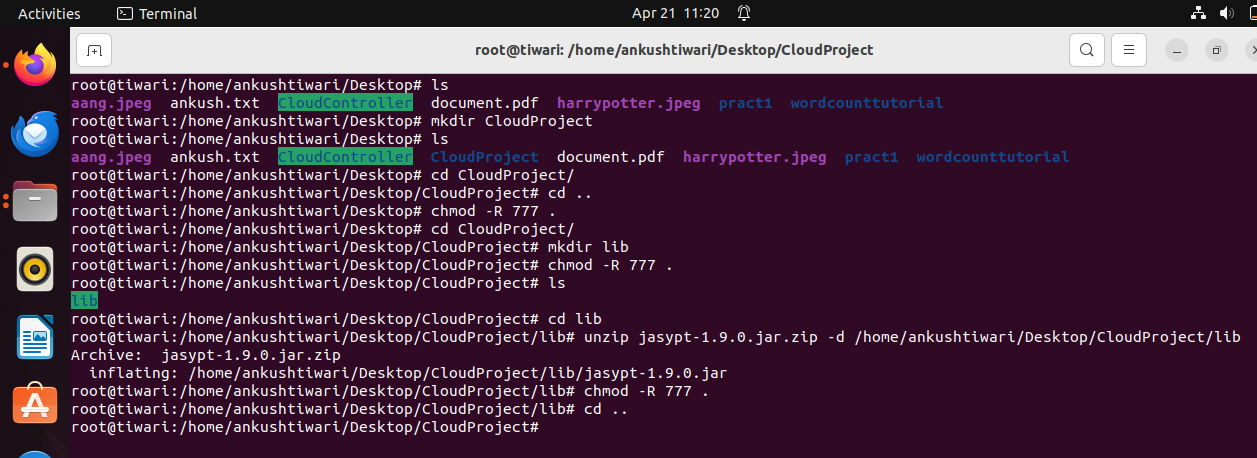 Activities Terminal Apr 21 11:20
root@tiwari: /home/ankushtiwari/Desktop/CloudProject
root@tiwari:/home/ankushtiwari/Desktop# ls
aang.jpeg ankush.txt CloudController document.pdf harrypotter.jpeg pract1 wordcounttutorial
root@tiwari:/home/ankushtiwari/Desktop# mkdir CloudProject
root@tiwari:/home/ankushtiwari/Desktop# ls
aang.jpeg ankush.txt CloudController CloudProject document.pdf harrypotter.jpeg pract1 wordcounttutorial
root@tiwari:/home/ankushtiwari/Desktop# cd CloudProject/
root@tiwari:/home/ankushtiwari/Desktop/CloudProject# cd ..
root@tiwari:/home/ankushtiwari/Desktop# chmod -R 777 .
root@tiwari:/home/ankushtiwari/Desktop# cd CloudProject/
root@tiwari:/home/ankushtiwari/Desktop/CloudProject# mkdir lib
root@tiwari:/home/ankushtiwari/Desktop/CloudProject# chmod -R 777 .
root@tiwari:/home/ankushtiwari/Desktop/CloudProject# ls
lib
root@tiwari:/home/ankushtiwari/Desktop/CloudProject# cd lib
root@tiwari:/home/ankushtiwari/Desktop/CloudProject/lib# unzip jasypt-1.9.0.jar.zip -d /home/ankushtiwari/Desktop/CloudProject/lib
Archive:  jasypt-1.9.0.jar.zip
  inflating: /home/ankushtiwari/Desktop/CloudProject/lib/jasypt-1.9.0.jar
root@tiwari:/home/ankushtiwari/Desktop/CloudProject/lib# chmod -R 777 .
root@tiwari:/home/ankushtiwari/Desktop/CloudProject/lib# cd ..
root@tiwari:/home/ankushtiwari/Desktop/CloudProject#